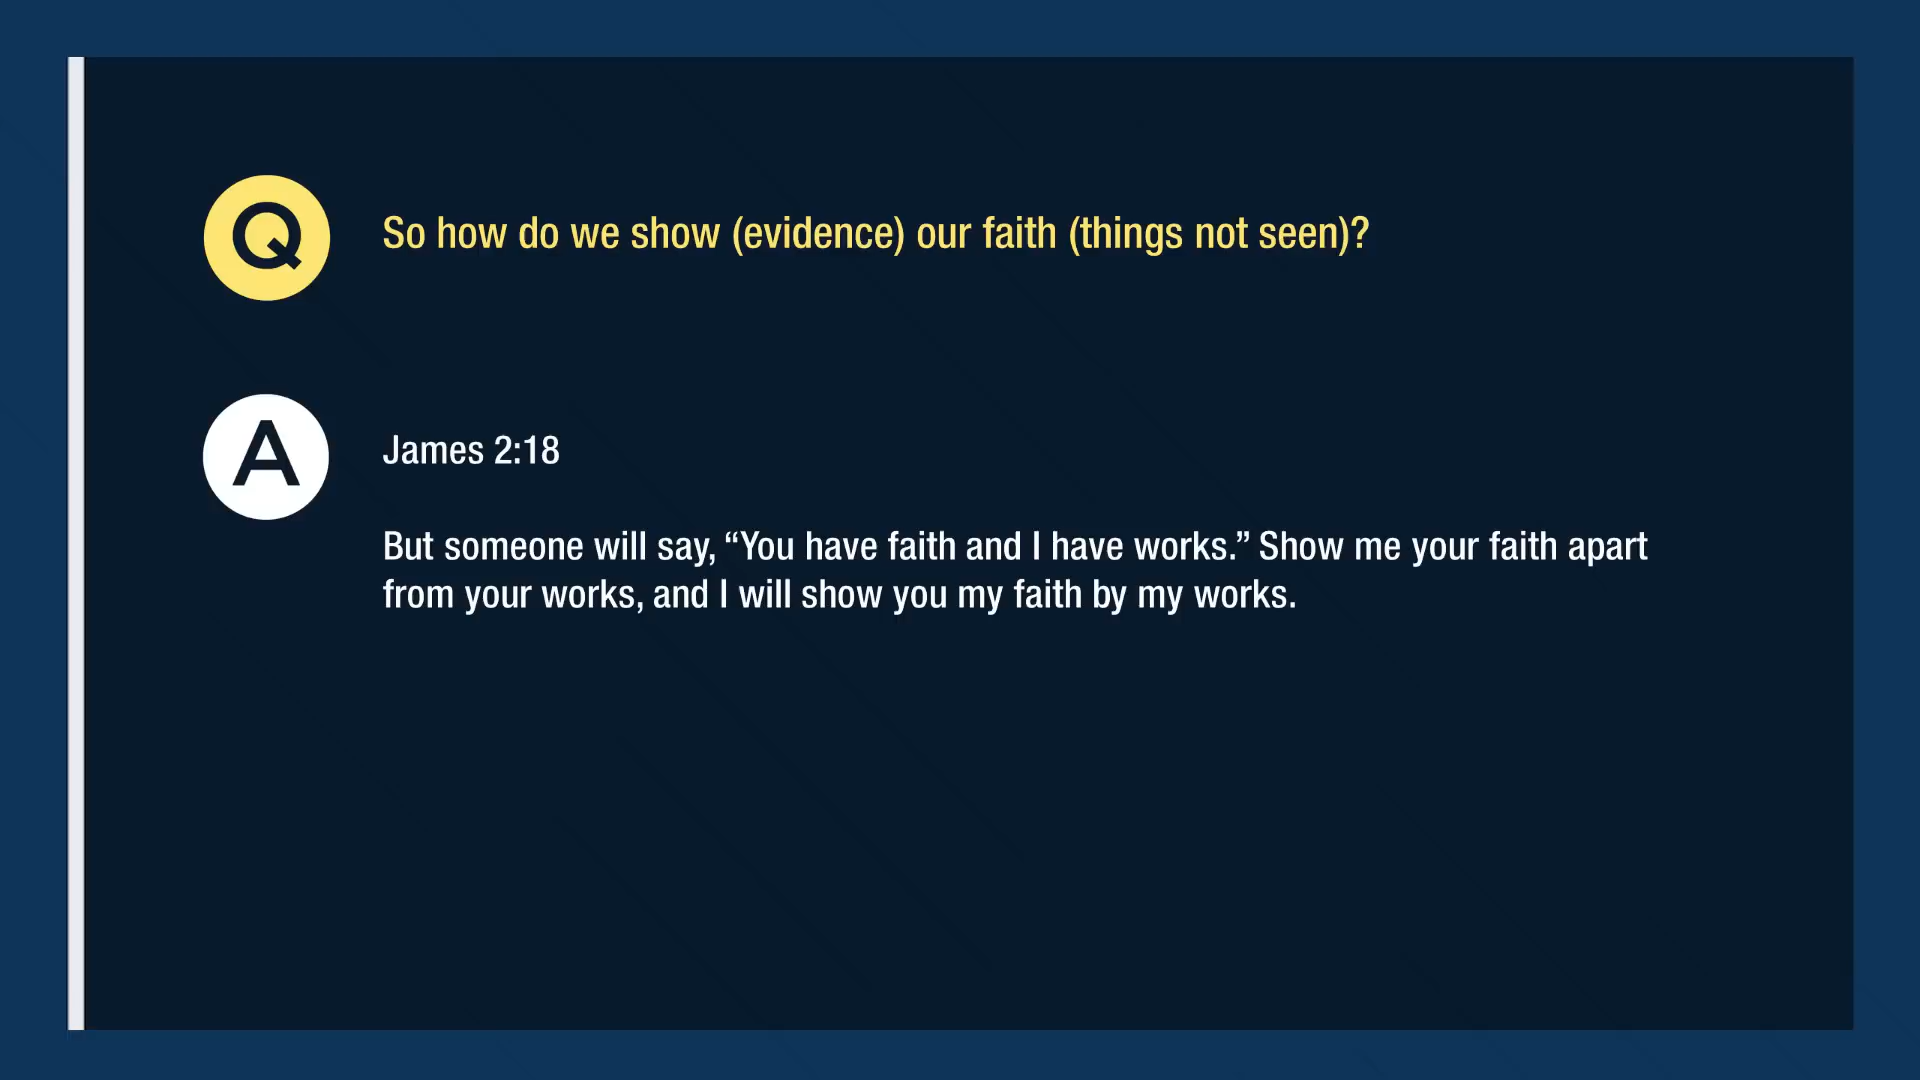 Q
So how do we show (evidence) our faith (things not seen)?
A
James 2:18
But someone will say, “You have faith and I have works.” Show me your faith apart
from your works, and I will show you my faith by my works.